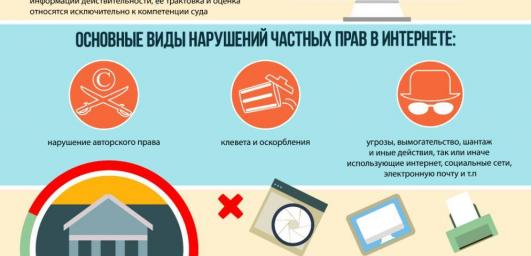 информации действительности, ее трактовка и оценка
относятся исключительно к компетенции суда
ОСНОВНЫЕ ВИДЫ НАРУШЕНИЙ ЧАСТНЫХ ПРАВ В ИНТЕРНЕТЕ:
C
нарушение авторского права
клевета и оскорбления
угрозы, вымогательство, шантаж
и иные действия, так или иначе
использующие интернет, социальные сети,
электронную почту и т.п